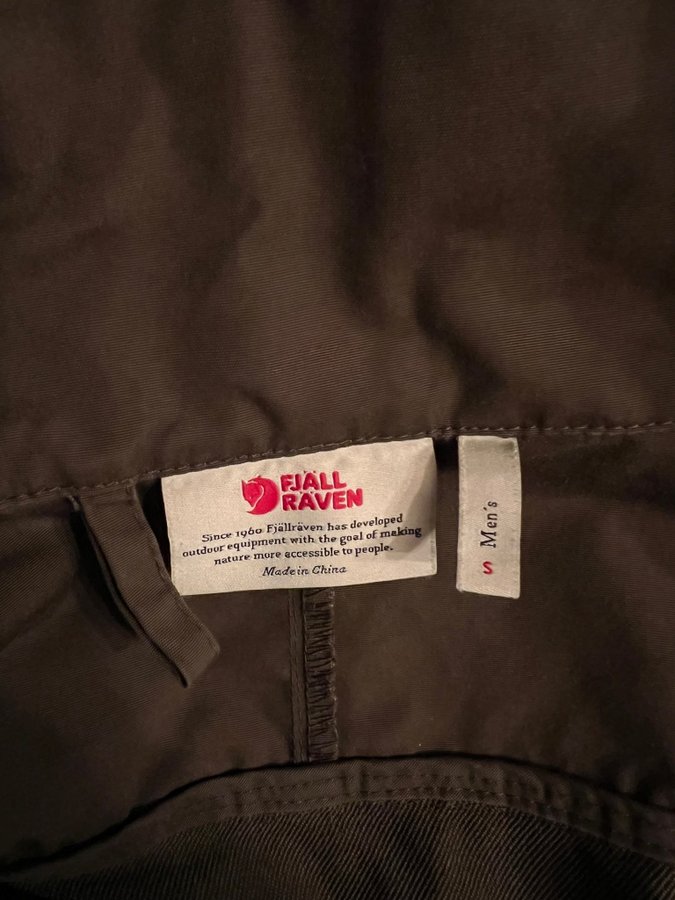 FJÄLL
RÄVEN
Since 1960 Fjällräven has developed
outdoor equipment with the goal of making
nature more accessible to people.
Made in China
Men's
S